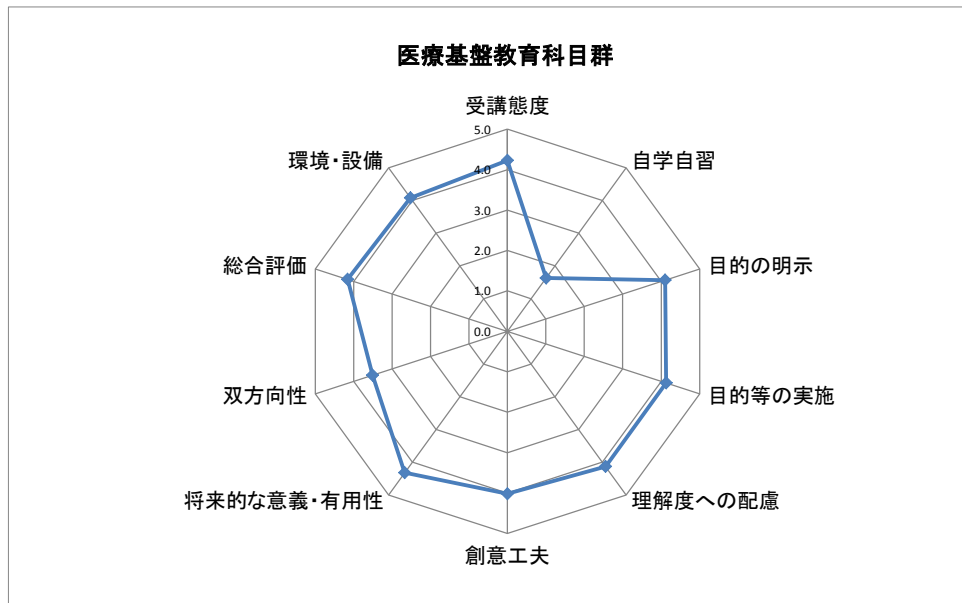 医療基盤教育科目群
受講態度
自学自習
目的の明示
目的等の実施
理解度への配慮
創意工夫
将来的な意義・有用性
双方向性
総合評価
環境・設備
5.0
4.0
3.0
2.0
1.0
0.0